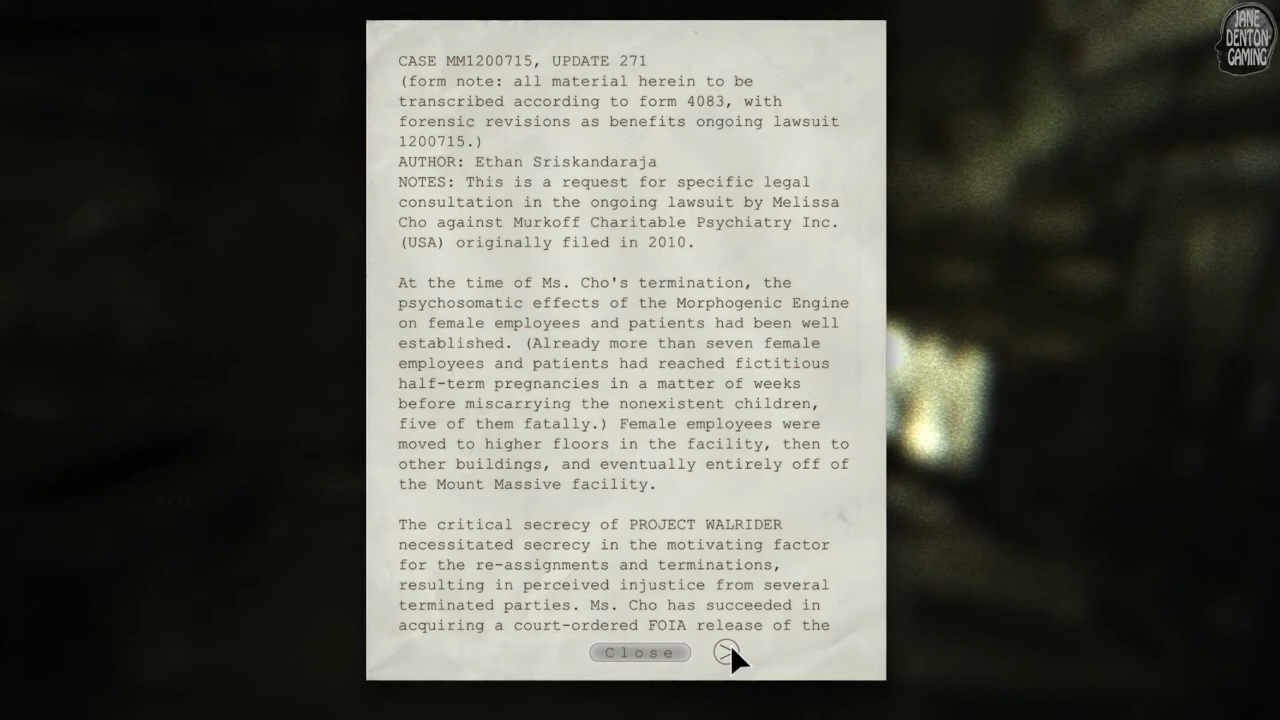 JANE
DENTON
GAMING
CASE MM1200715, UPDATE 271
(form note: all material herein to be
transcribed according to form 4083, with
forensic revisions as benefits ongoing lawsuit
1200715.)
AUTHOR: Ethan Sriskandaraja
NOTES: This is a request for specific legal
consultation in the ongoing lawsuit by Melissa
Cho against Murkoff Charitable Psychiatry Inc.
(USA) originally filed in 2010.
At the time of Ms. Cho's termination, the
psychosomatic effects of the Morphogenic Engine
on female employees and patients had been well
established. (Already more than seven female
employees and patients had reached fictitious
half-term pregnancies in a matter of weeks
before miscarrying the nonexistent children,
five of them fatally.) Female employees were
moved to higher floors in the facility, then to
other buildings, and eventually entirely off of
the Mount Massive facility.
The critical secrecy of PROJECT WALRIDER
necessitated secrecy in the motivating factor
for the re-assignments and terminations,
resulting in perceived injustice from several
terminated parties. Ms. Cho has succeeded in
acquiring a court-ordered FOIA release of the
Close >